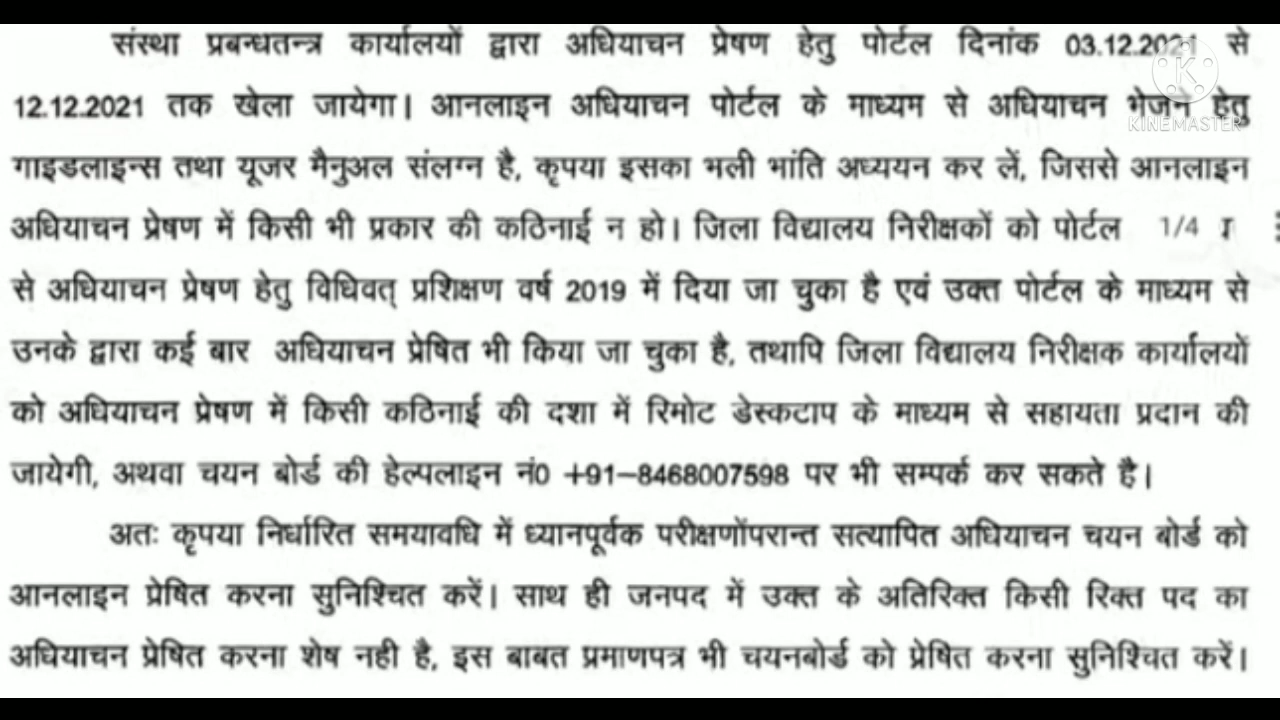 संस्था प्रबन्धतन्त्र कार्यालयों द्वारा अधियाचन प्रेषण हेतु पोर्टल दिनांक 03.12.2021 से
12.12.2021 तक खेला जायेगा। आनलाइन अधियाचन पोर्टल के माध्यम से अधियाचन भेजने हेतु
KINEMASTER
गाइडलाइन्स तथा यूजर मैनुअल संलग्न है, कृपया इसका भली भांति अध्ययन कर लें, जिससे आनलाइन
अधियाचन प्रेषण में किसी भी प्रकार की कठिनाई न हो। जिला विद्यालय निरीक्षकों को पोर्टल 1/4
से अधियाचन प्रेषण हेतु विधिवत् प्रशिक्षण वर्ष 2019 में दिया जा चुका है एवं उक्त पोर्टल के माध्यम से
उनके द्वारा कई बार अधियाचन प्रेषित भी किया जा चुका है, तथापि जिला विद्यालय निरीक्षक कार्यालयों
को अधियाचन प्रेषण में किसी कठिनाई की दशा में रिमोट डेस्कटाप के माध्यम से सहायता प्रदान की
जायेगी, अथवा चयन बोर्ड की हेल्पलाइन नं0 +91–8468007598 पर भी सम्पर्क कर सकते है।
अतः कृपया निर्धारित समयावधि में ध्यानपूर्वक परीक्षणोंपरान्त सत्यापित अधियाचन चयन बोर्ड को
आनलाइन प्रेषित करना सुनिश्चित करें। साथ ही जनपद में उक्त के अतिरिक्त किसी रिक्त पद का
अधियाचन प्रेषित करना शेष नही है, इस बाबत प्रमाणपत्र भी चयनबोर्ड को प्रेषित करना सुनिश्चित करें।